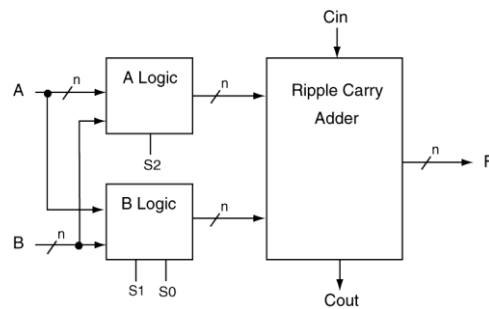 Cin
A
n
A Logic
n
Ripple Carry
Adder
S2
n
F
B
n
B Logic
n
S1 S0
Cout